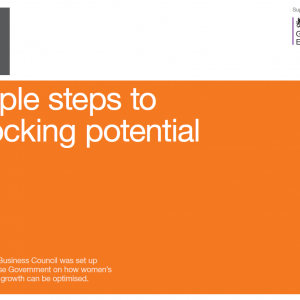 Su
G
E
ple steps to
ocking potential
Business Council was set up
se Government on how women's
growth can be optimised.